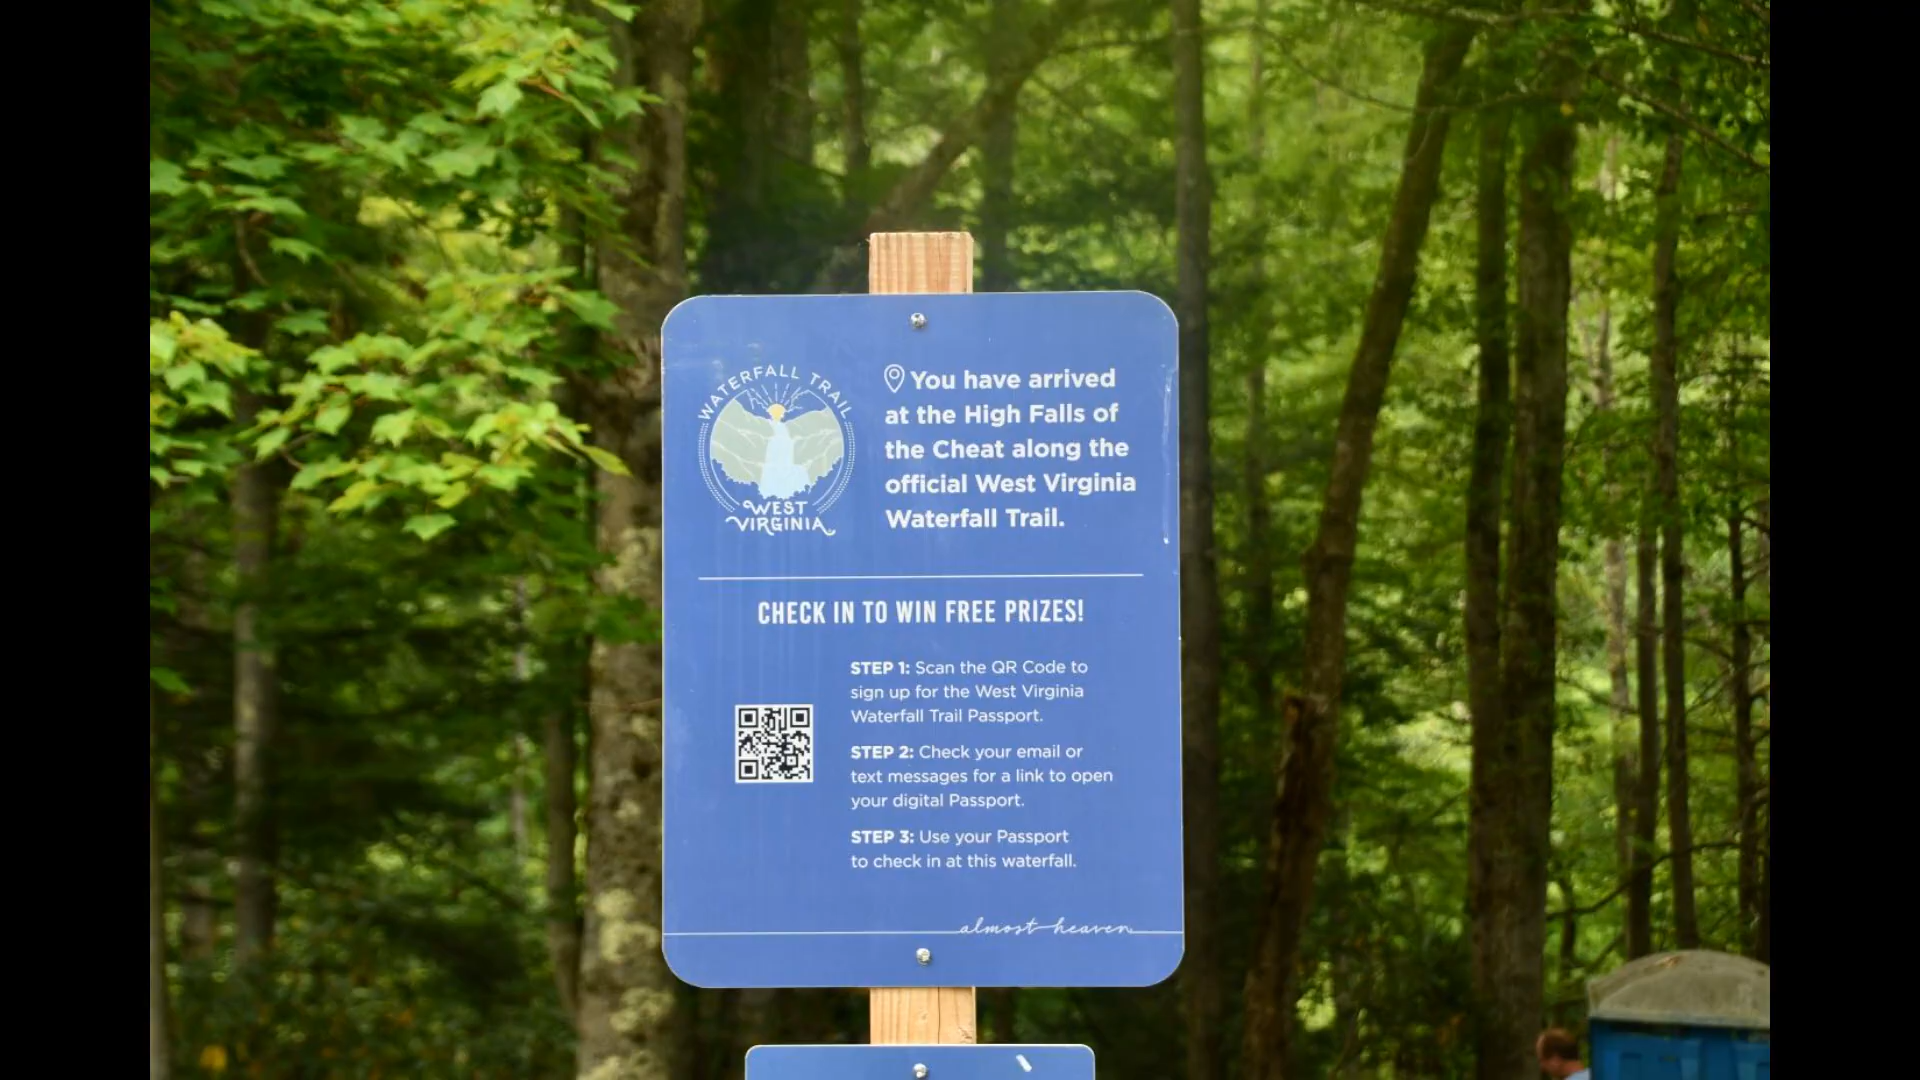 WATERFALL TRAIL
WEST
VIRGINIA
You have arrived
at the High Falls of
the Cheat along the
official West Virginia
Waterfall Trail.
CHECK IN TO WIN FREE PRIZES!
STEP 1: Scan the QR Code to
sign up for the West Virginia
Waterfall Trail Passport.
STEP 2: Check your email or
text messages for a link to open
your digital Passport.
STEP 3: Use your Passport
to check in at this waterfall.
almost heaven